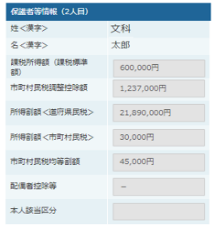 保護者等情報（2人目）
姓<漢字> 文科
名<漢字> 太郎
課税所得額（課税標準
額） 600,000円
市町村民税調整控除額 1,237,000円
所得割額<道府県民税> 21,890,000円
所得割額<市町村民税> 30,000円
市町村民税均等割額 45,000円
配偶者控除等 －
本人該当区分